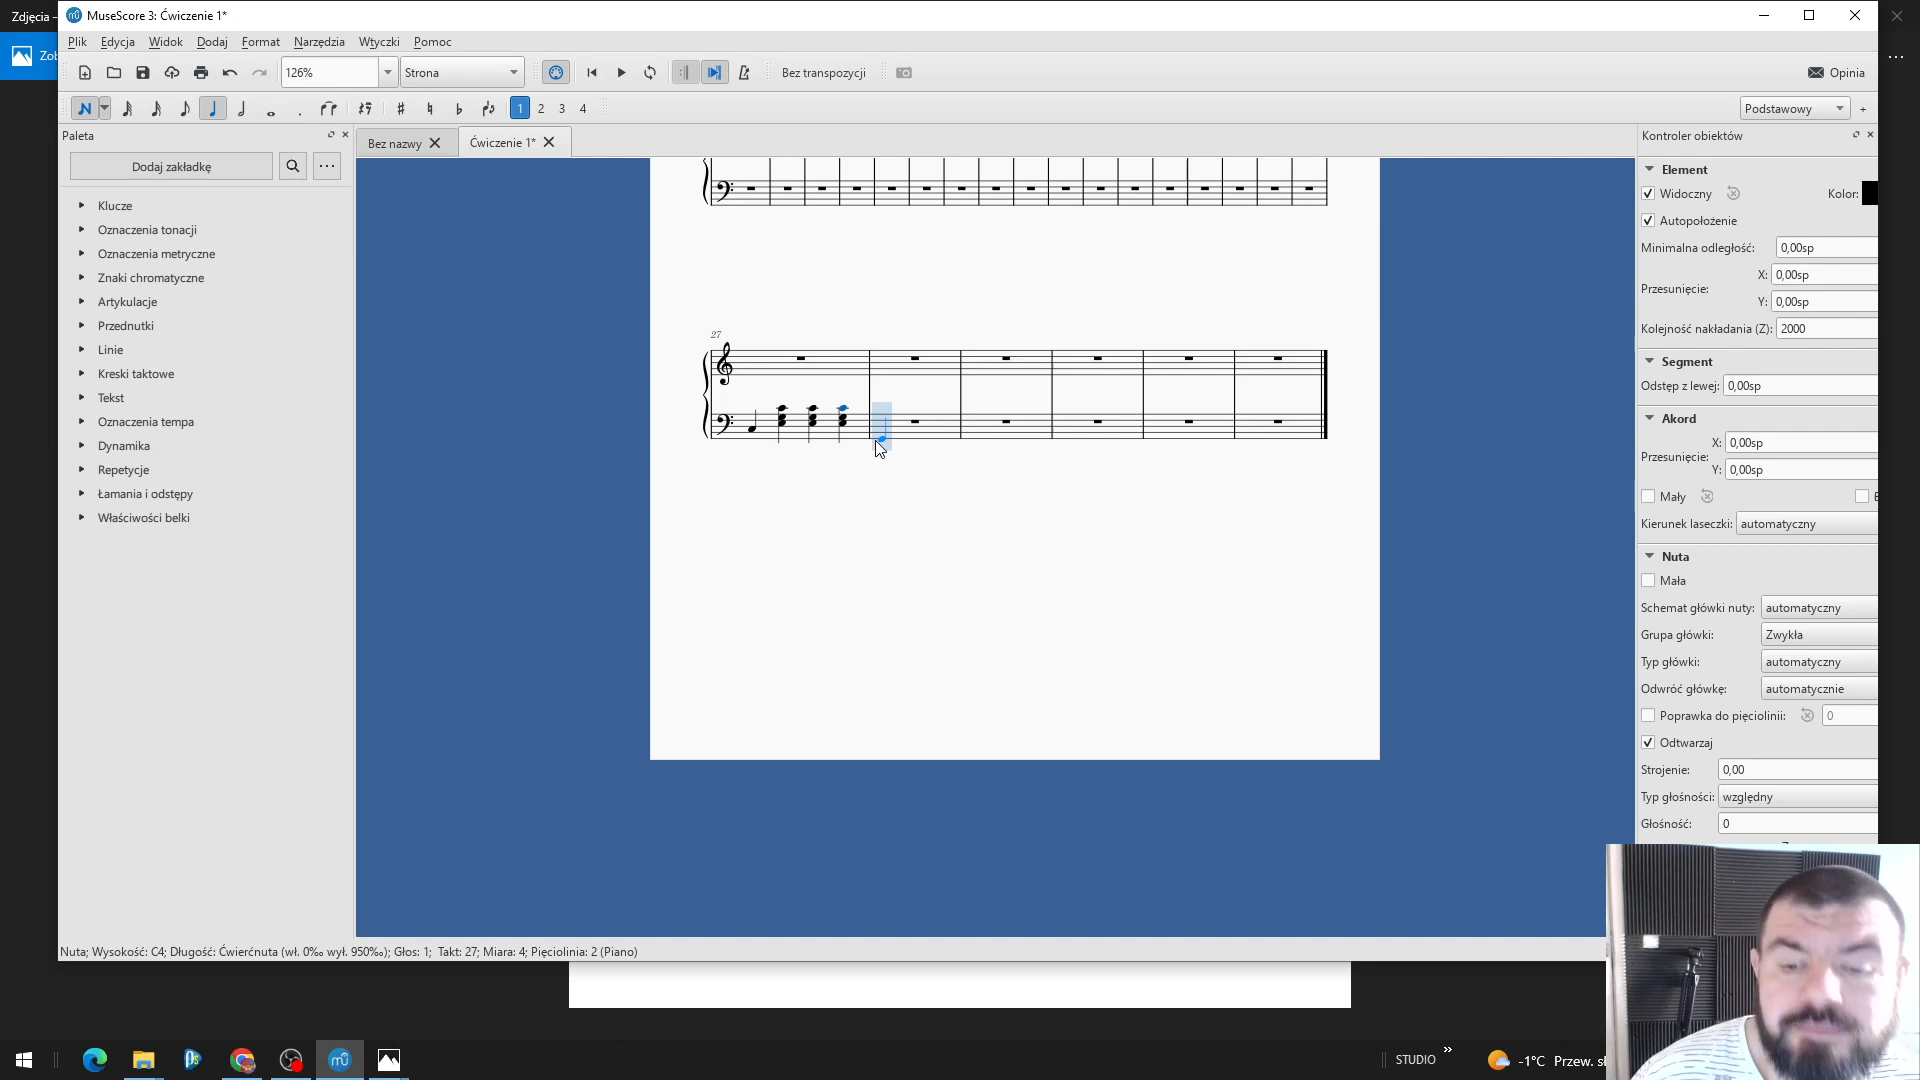 Zdjęcia -
MuseScore 3: Ćwiczenie 1*
Plik Edycja Widok Dodaj Format Narzędzia Wtyczki Pomoc
126% Strona Bez transpozycji Opinia
1 2 3 4 Podstawowy +
Paleta
Bez nazwy Ćwiczenie 1*
Dodaj zakładkę
Klucze
Oznaczenia tonacji
Oznaczenia metryczne
Znaki chromatyczne
Artykulacje
Przednutki
Linie
Kreski taktowe
Tekst
Oznaczenia tempa
Dynamika
Repetycje
Łamania i odstępy
Właściwości belki
27
Kontroler obiektów
Element
Widoczny Kolor:
Autopołożenie
Minimalna odległość: 0,00sp
X: 0,00sp
Przesunięcie:
Y: 0,00sp
Kolejność nakładania (Z): 2000
Segment
Odstęp z lewej: 0,00sp
Akord
X: 0,00sp
Przesunięcie:
Y: 0,00sp
Mały
Kierunek laseczki: automatyczny
Nuta
Mała
Schemat główki nuty: automatyczny
Grupa główki: Zwykła
Typ główki: automatyczny
Odwróć główkę: automatycznie
Poprawka do pięciolinii: 0
Odtwarzaj
Strojenie: 0,00
Typ głośności: względny
Głośność: 0
Nuta; Wysokość: C4; Długość: Ćwierćnuta (wł. 0‰ wył. 950‰); Głos: 1; Takt: 27; Miara: 4; Pięciolinia: 2 (Piano)
STUDIO » -1°C Przew.